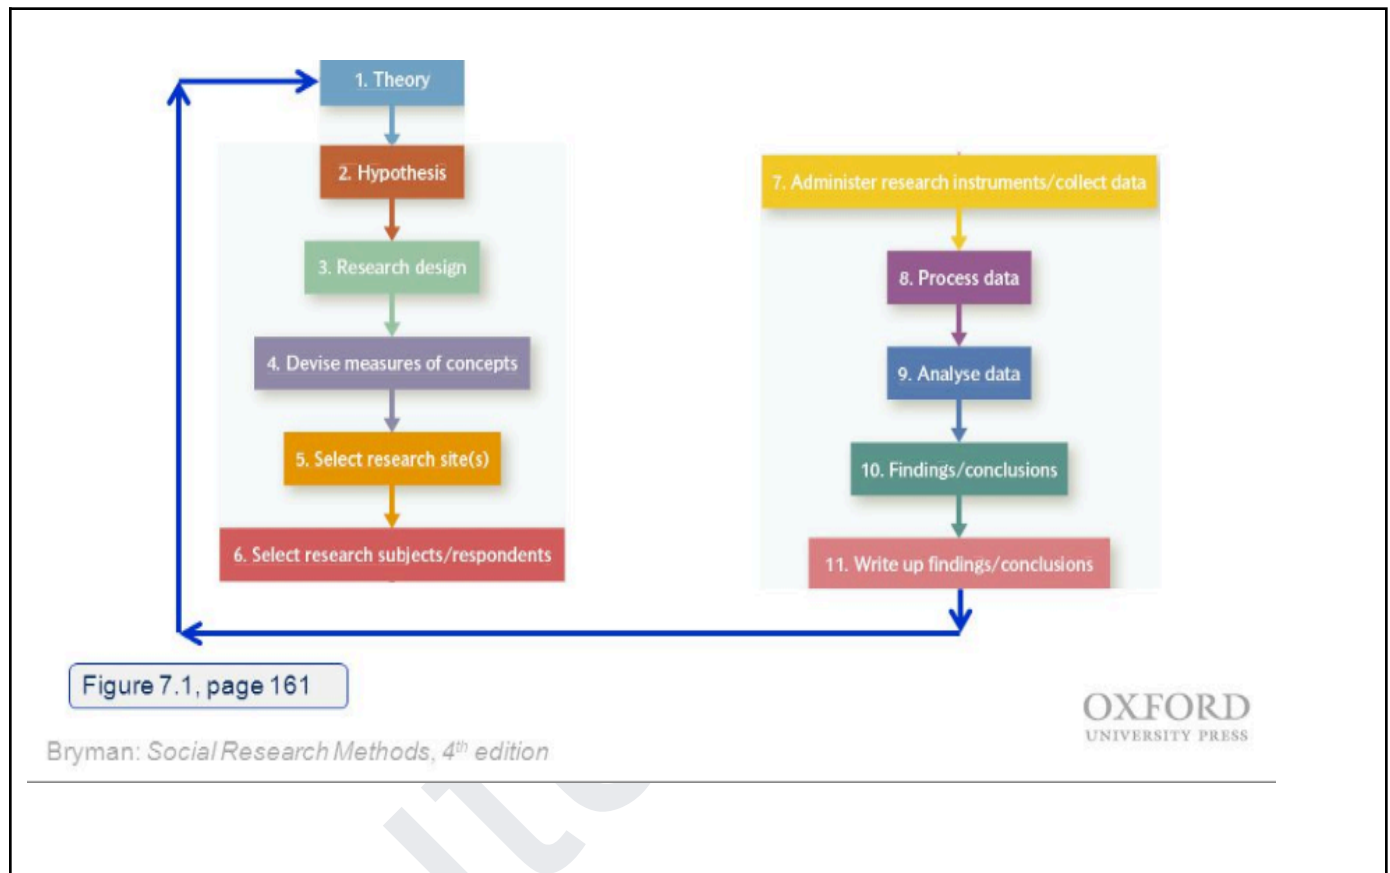 1. Theory
2. Hypothesis
3. Research design
4. Devise measures of concepts
5. Select research site(s)
6. Select research subjects/respondents
7. Administer research instruments/collect data
8. Process data
9. Analyse data
10. Findings/conclusions
11. Write up findings/conclusions
Figure 7.1, page 161
OXFORD
UNIVERSITY PRESS
Bryman: Social Research Methods, 4th edition